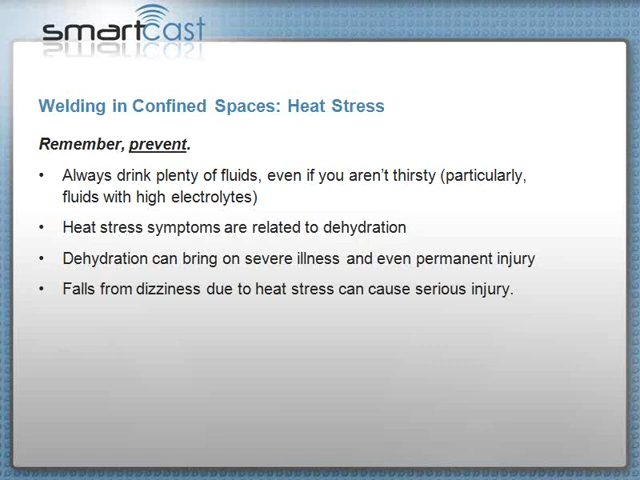 smartcast
Welding in Confined Spaces: Heat Stress
Remember, prevent.
• Always drink plenty of fluids, even if you aren’t thirsty (particularly,
fluids with high electrolytes)
• Heat stress symptoms are related to dehydration
• Dehydration can bring on severe illness and even permanent injury
• Falls from dizziness due to heat stress can cause serious injury.